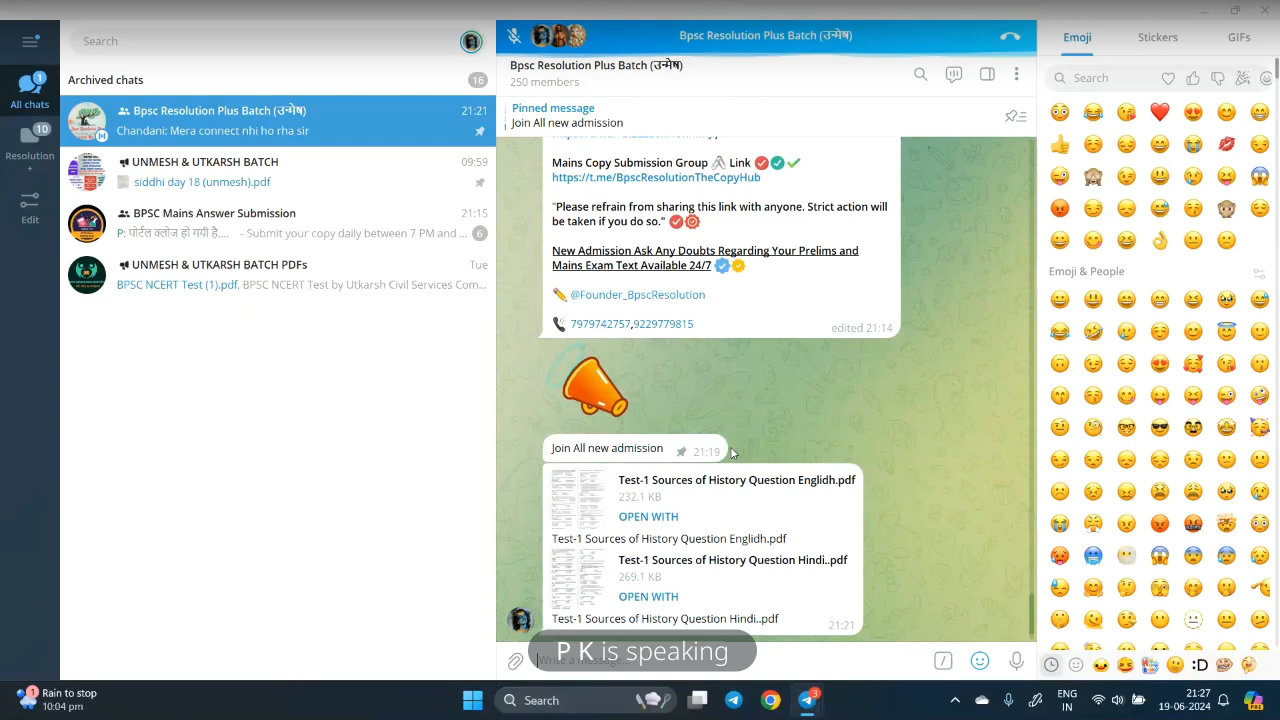 Search
Archived chats
16
1
All chats
10
Resolution
+
Edit
Bpsc Resolution Plus Batch (उन्मेष)
21:21
Chandani: Mera connect nhi ho rha sir
UNMESH & UTKARSH BATCH
09:59
siddhi day 18 (unmesh).pdf
BPSC Mains Answer Submission
21:15
P: पोर्टल क्लोज हो गयी है.... – Submit your copy daily between 7 PM and ...
6
UNMESH & UTKARSH BATCH PDFs
Tue
BPSC NCERT Test (1).pdf, BPSC NCERT Test by Utkarsh Civil Services Com...
Bpsc Resolution Plus Batch (उन्मेष)
Bpsc Resolution Plus Batch (उन्मेष)
250 members
Pinned message
Join All new admission
Mains Copy Submission Group Link
https://t.me/BpscResolutionTheCopyHub
"Please refrain from sharing this link with anyone. Strict action will
be taken if you do so."
New Admission Ask Any Doubts Regarding Your Prelims and
Mains Exam Text Available 24/7
@Founder_BpscResolution
7979742757,9229779815
edited 21:14
Join All new admission
21:19
Test-1 Sources of History Question Englidh.pdf
232.1 KB
OPEN WITH
Test-1 Sources of History Question Englidh.pdf
Test-1 Sources of History Question Hindi..pdf
KB
OPEN WITH
Test-1 Sources of History Question Hindi..pdf
21:21
P K is speaking
Write a message...
Emoji
Stickers
GIFs
Search
Emoji & People
:D
1
Rain to stop
10:04 pm
Search
3
ENG
IN
21:27
19-06-2024